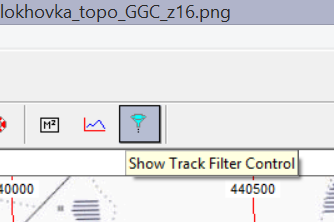 lokhovka_topo_GGC_z16.png
M²
Show Track Filter Control
40000 440500